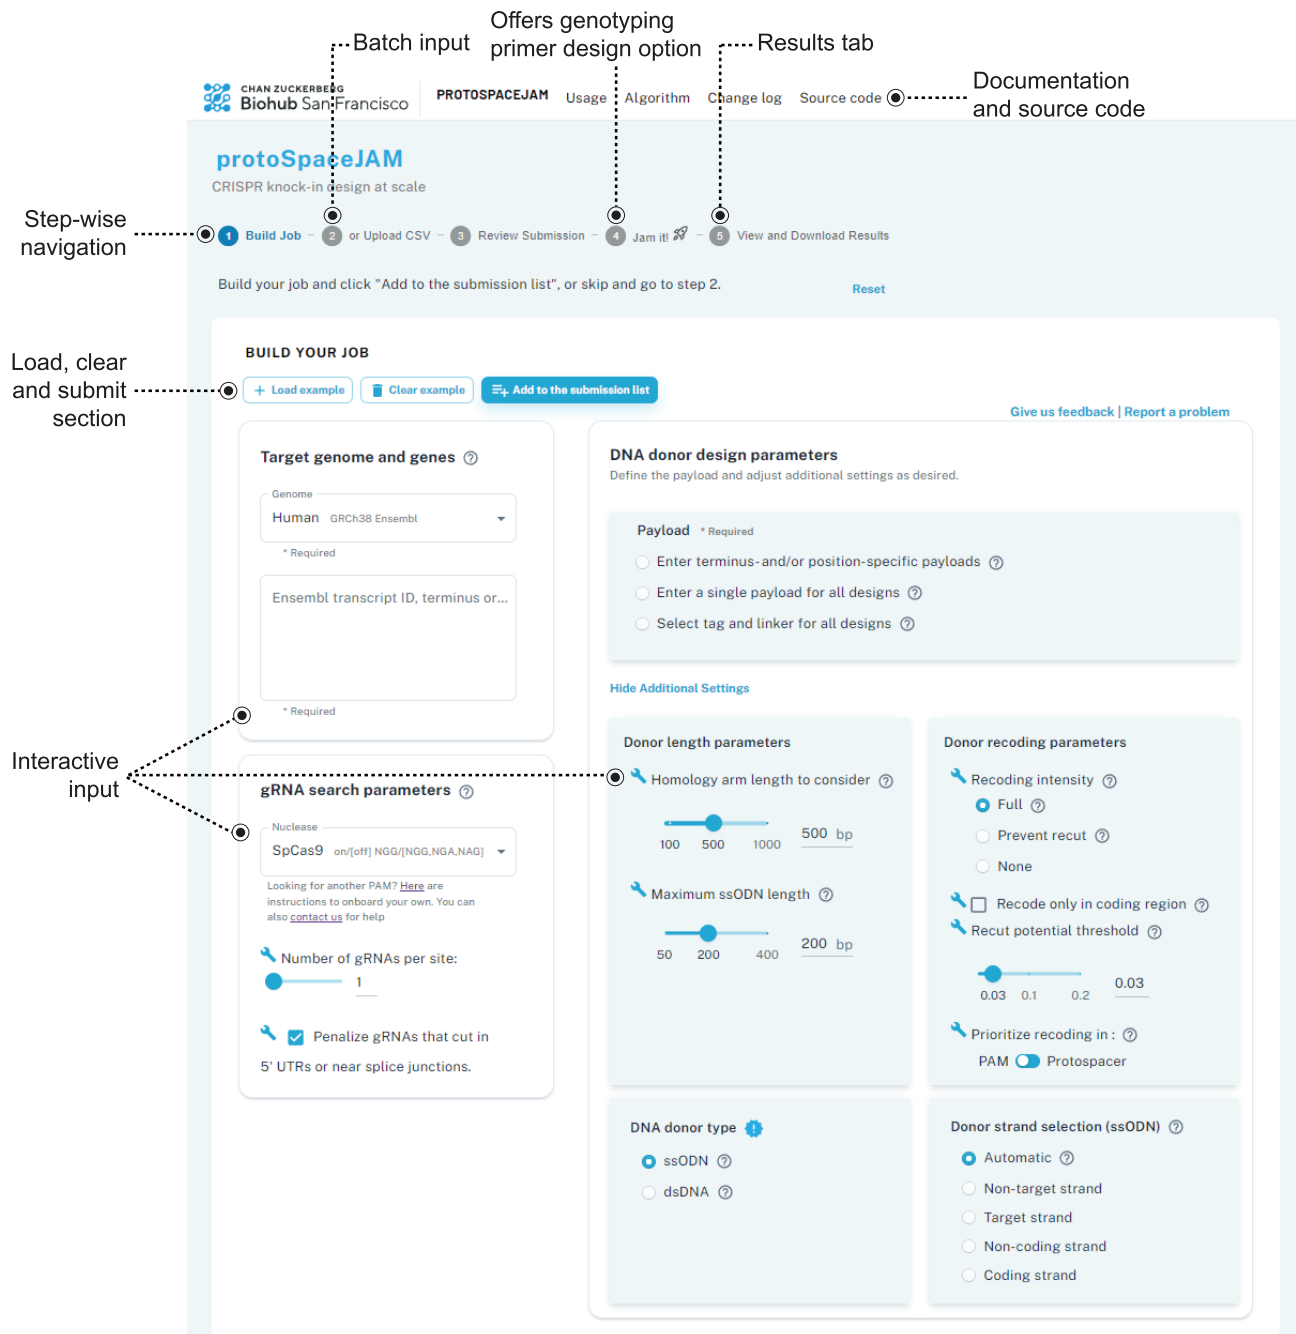 Batch input
Offers genotyping
primer design option
Results tab
Documentation
and source code
CHAN ZUCKERBERG
Biohub San Francisco
PROTOSPACEJAM
Usage
Algorithm
Change log
Source code
protoSpaceJAM
CRISPR knock-in design at scale
Step-wise
navigation
1 Build Job – 2 or Upload CSV – 3 Review Submission – 4 Jam it! – 5 View and Download Results
Build your job and click "Add to the submission list", or skip and go to step 2.
Reset
Load, clear
and submit
section
BUILD YOUR JOB
+ Load example
Clear example
Add to the submission list
Give us feedback | Report a problem
Target genome and genes ?
Genome
Human GRCh38 Ensembl
* Required
Ensembl transcript ID, terminus or...
* Required
Interactive
input
gRNA search parameters ?
Nuclease
SpCas9 on/[off] NGG/[NGG,NGA,NAG]
Looking for another PAM? Here are
instructions to onboard your own. You can
also contact us for help
Number of gRNAs per site:
1
Penalize gRNAs that cut in
5' UTRs or near splice junctions.
DNA donor design parameters
Define the payload and adjust additional settings as desired.
Payload * Required
Enter terminus- and/or position-specific payloads ?
Enter a single payload for all designs ?
Select tag and linker for all designs ?
Hide Additional Settings
Donor length parameters
Homology arm length to consider ?
500 bp
100 500 1000
Maximum ssODN length ?
200 bp
50 200 400
Donor recoding parameters
Recoding intensity ?
Full ?
Prevent recut ?
None
Recode only in coding region ?
Recut potential threshold ?
0.03
0.03 0.1 0.2
Prioritize recoding in : ?
PAM Protospacer
DNA donor type !
ssODN ?
dsDNA ?
Donor strand selection (ssODN) ?
Automatic ?
Non-target strand
Target strand
Non-coding strand
Coding strand